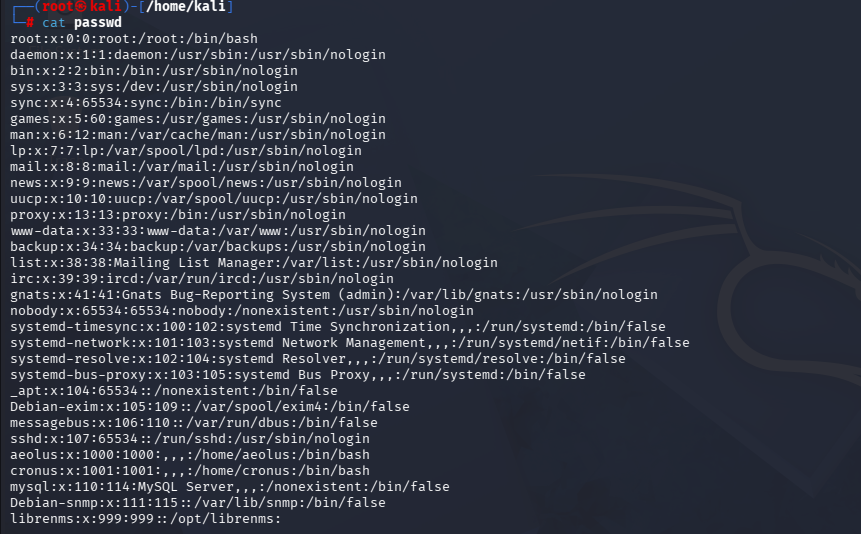 ┌──(root㉿kali)-[/home/kali]
└─# cat passwd
root:x:0:0:root:/root:/bin/bash
daemon:x:1:1:daemon:/usr/sbin:/usr/sbin/nologin
bin:x:2:2:bin:/bin:/usr/sbin/nologin
sys:x:3:3:sys:/dev:/usr/sbin/nologin
sync:x:4:65534:sync:/bin:/bin/sync
games:x:5:60:games:/usr/games:/usr/sbin/nologin
man:x:6:12:man:/var/cache/man:/usr/sbin/nologin
lp:x:7:7:lp:/var/spool/lpd:/usr/sbin/nologin
mail:x:8:8:mail:/var/mail:/usr/sbin/nologin
news:x:9:9:news:/var/spool/news:/usr/sbin/nologin
uucp:x:10:10:uucp:/var/spool/uucp:/usr/sbin/nologin
proxy:x:13:13:proxy:/bin:/usr/sbin/nologin
www-data:x:33:33:www-data:/var/www:/usr/sbin/nologin
backup:x:34:34:backup:/var/backups:/usr/sbin/nologin
list:x:38:38:Mailing List Manager:/var/list:/usr/sbin/nologin
irc:x:39:39:ircd:/var/run/ircd:/usr/sbin/nologin
gnats:x:41:41:Gnats Bug-Reporting System (admin):/var/lib/gnats:/usr/sbin/nologin
nobody:x:65534:65534:nobody:/nonexistent:/usr/sbin/nologin
systemd-timesync:x:100:102:systemd Time Synchronization,,,:/run/systemd:/bin/false
systemd-network:x:101:103:systemd Network Management,,,:/run/systemd/netif:/bin/false
systemd-resolve:x:102:104:systemd Resolver,,,:/run/systemd/resolve:/bin/false
systemd-bus-proxy:x:103:105:systemd Bus Proxy,,,:/run/systemd:/bin/false
_apt:x:104:65534::/nonexistent:/bin/false
Debian-exim:x:105:109::/var/spool/exim4:/bin/false
messagebus:x:106:110::/var/run/dbus:/bin/false
sshd:x:107:65534::/run/sshd:/usr/sbin/nologin
aeolus:x:1000:1000:,,,:/home/aeolus:/bin/bash
cronus:x:1001:1001:,,,:/home/cronus:/bin/bash
mysql:x:110:114:MySQL Server,,,:/nonexistent:/bin/false
Debian-snmp:x:111:115::/var/lib/snmp:/bin/false
librenms:x:999:999::/opt/librenms: